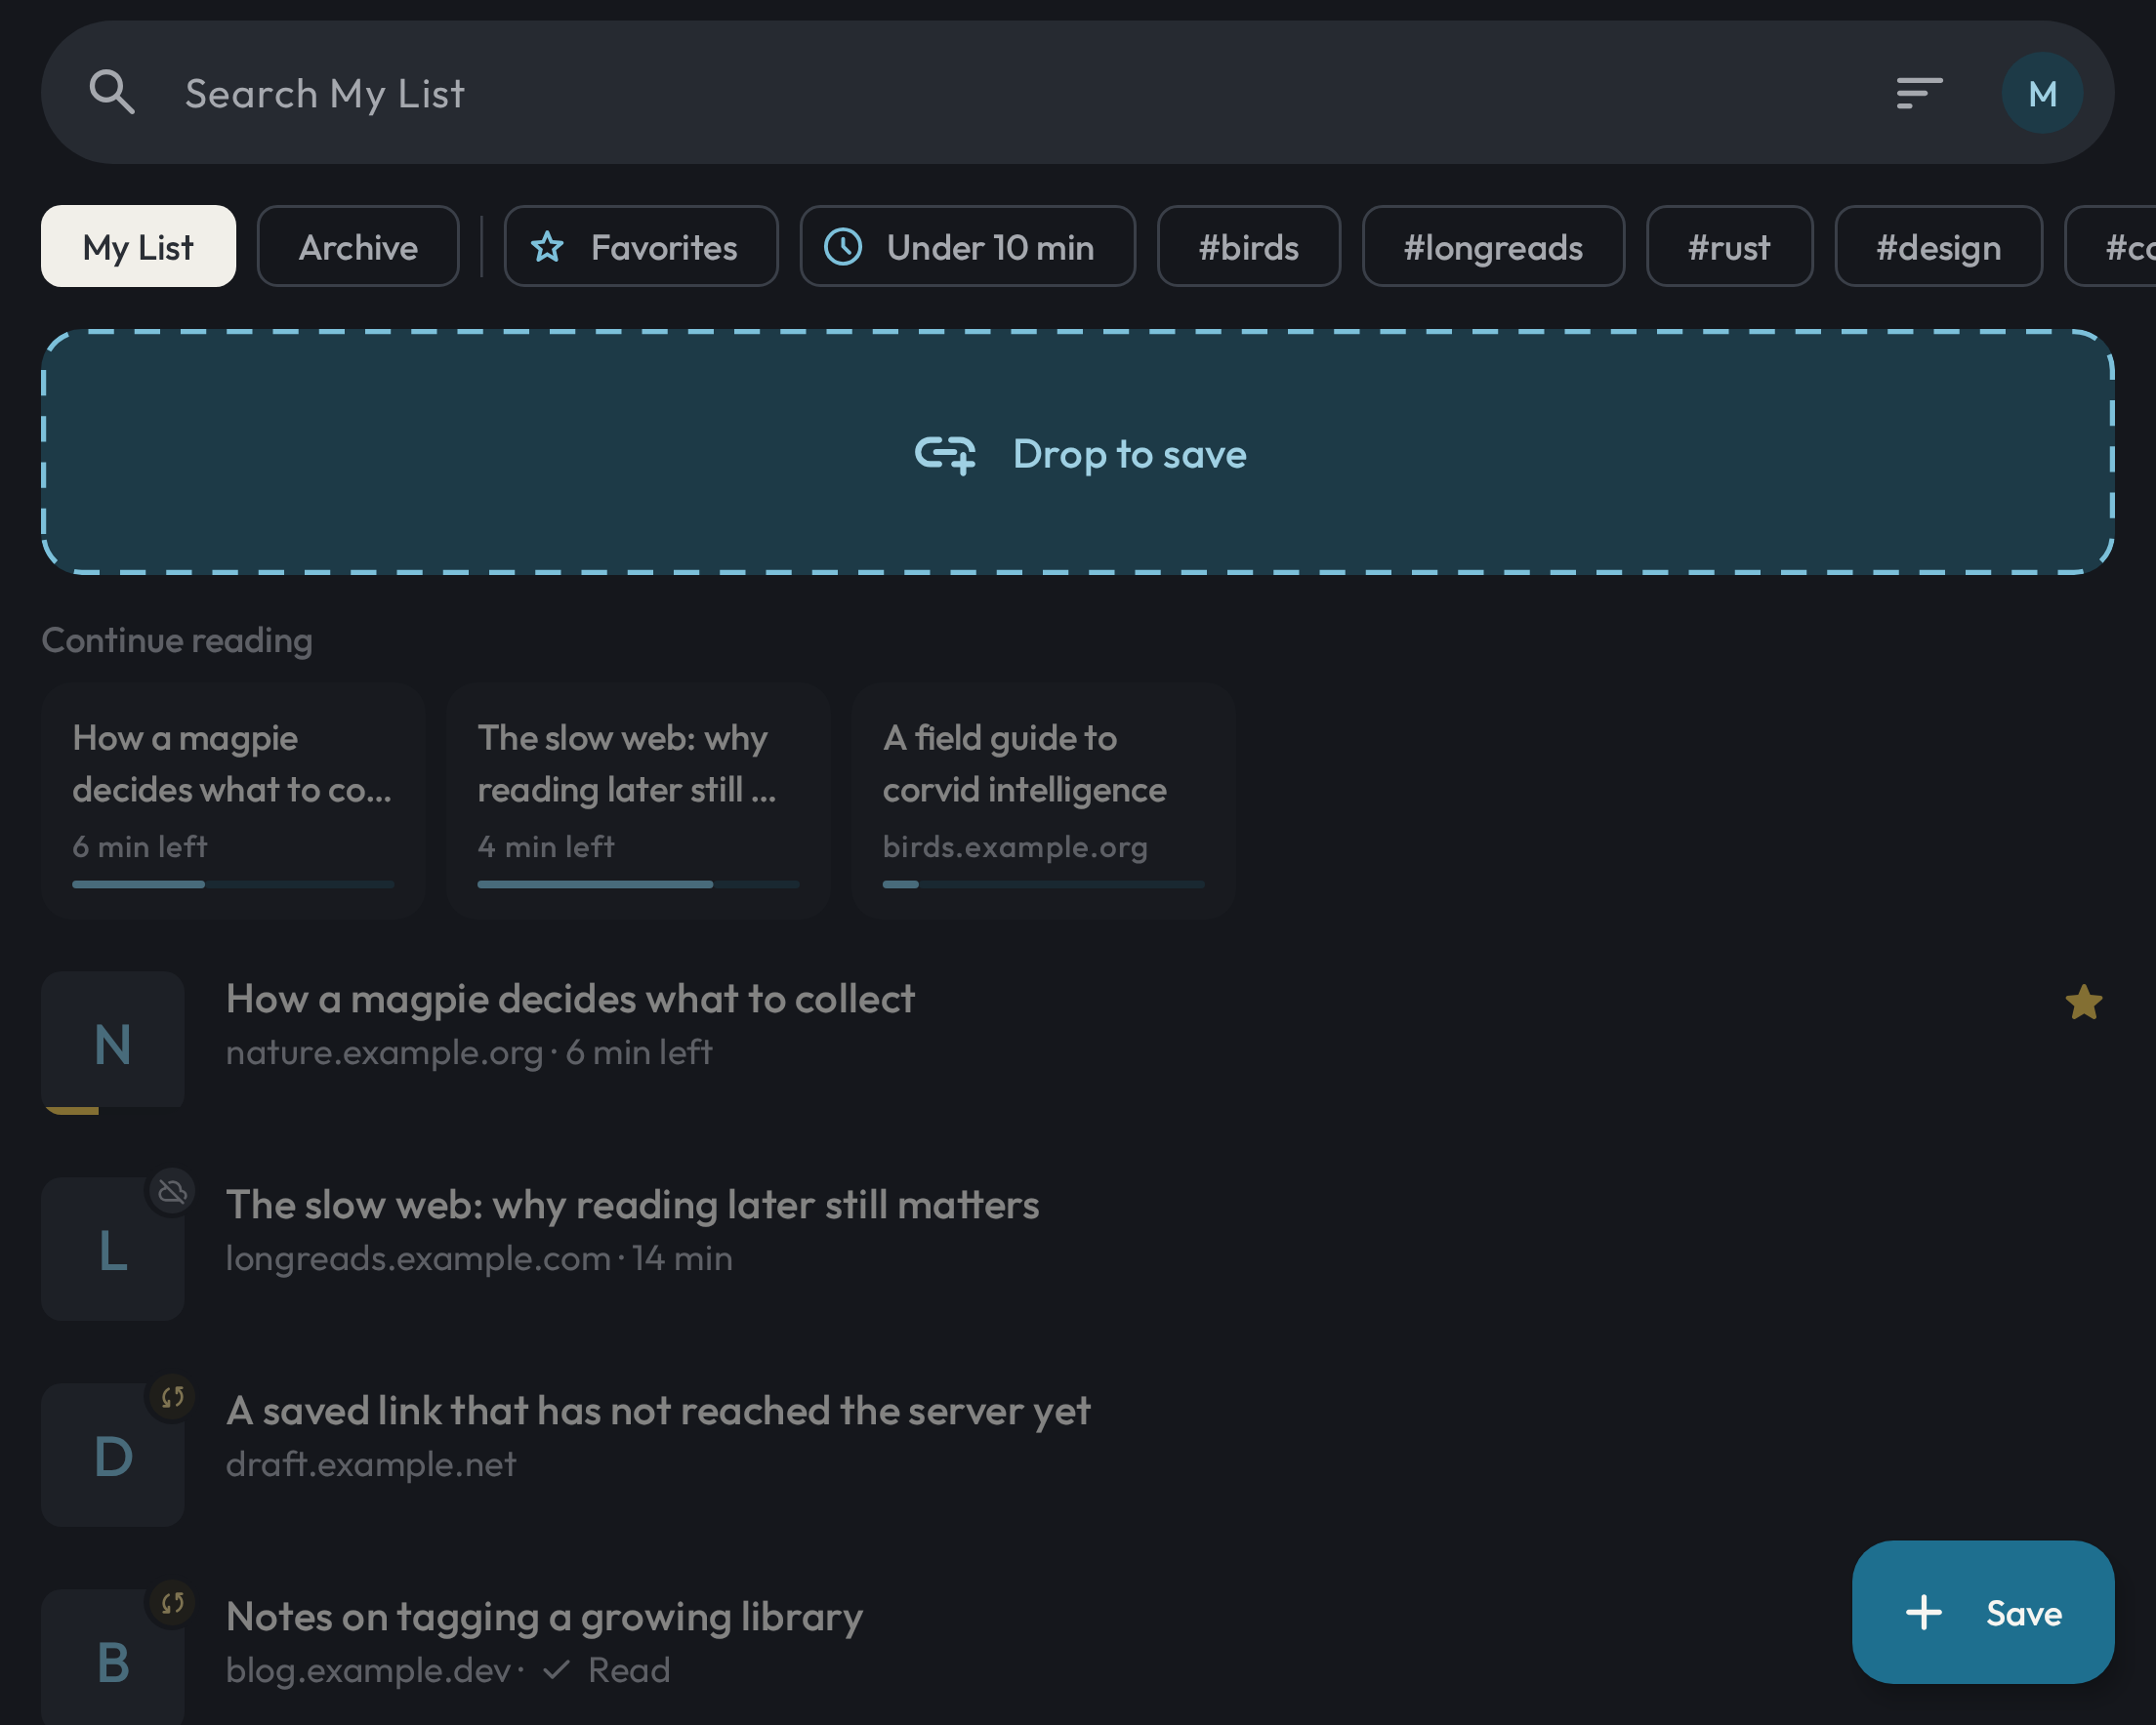 Search My List
M
My List
Archive
Favorites
Under 10 min
#birds
#longreads
#rust
#design
Drop to save
Continue reading
How a magpie
decides what to co...
6 min left
The slow web: why
reading later still ...
4 min left
A field guide to
corvid intelligence
birds.example.org
N
How a magpie decides what to collect
nature.example.org · 6 min left
L
The slow web: why reading later still matters
longreads.example.com · 14 min
D
A saved link that has not reached the server yet
draft.example.net
B
Notes on tagging a growing library
blog.example.dev · Read
Save